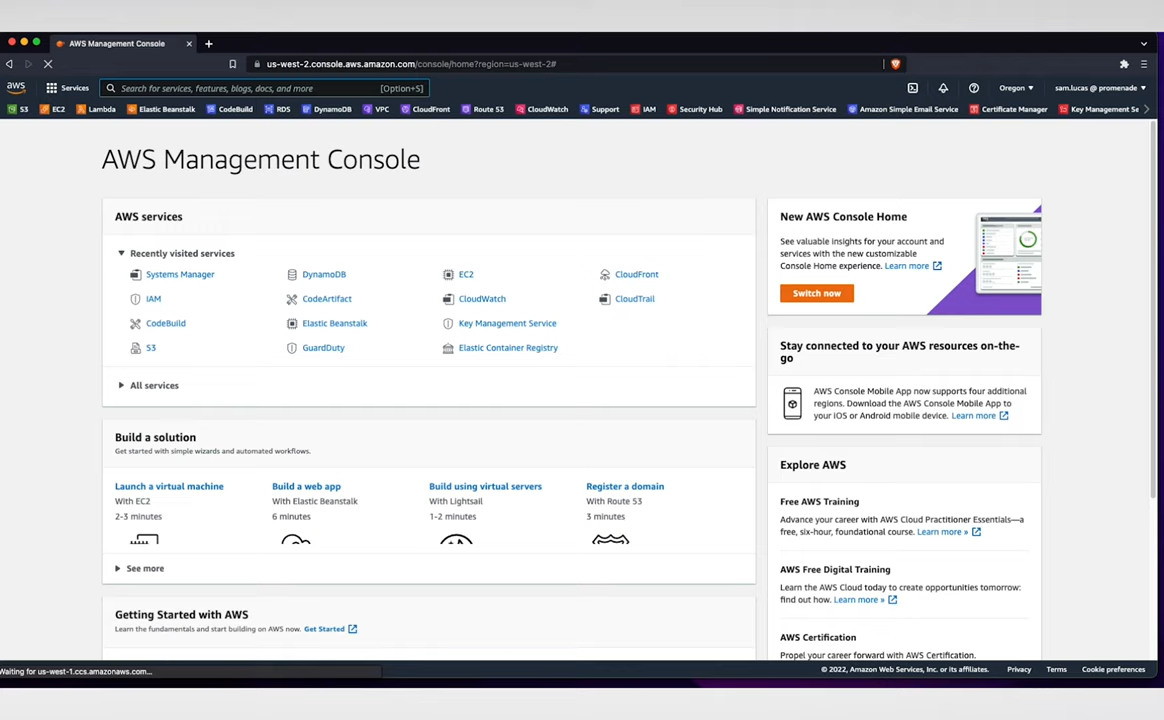 AWS Management Console
us-west-2.console.aws.amazon.com/console/home?region=us-west-2#
aws Services Search for services, features, blogs, docs, and more [Option+S] Oregon sam.lucas @ promenade
S3 EC2 Lambda Elastic Beanstalk CodeBuild RDS DynamoDB VPC CloudFront Route 53 CloudWatch Support IAM Security Hub Simple Notification Service Amazon Simple Email Service Certificate Manager Key Management Se
AWS Management Console
AWS services
Recently visited services
Systems Manager DynamoDB EC2 CloudFront
IAM CodeArtifact CloudWatch CloudTrail
CodeBuild Elastic Beanstalk Key Management Service
S3 GuardDuty Elastic Container Registry
All services
Build a solution
Get started with simple wizards and automated workflows.
Launch a virtual machine
With EC2
2-3 minutes
Build a web app
With Elastic Beanstalk
6 minutes
Build using virtual servers
With Lightsail
1-2 minutes
Register a domain
With Route 53
3 minutes
See more
Getting Started with AWS
Learn the fundamentals and start building on AWS now. Get Started
New AWS Console Home
See valuable insights for your account and
services with the new customizable
Console Home experience. Learn more
Switch now
Stay connected to your AWS resources on-the-
go
AWS Console Mobile App now supports four additional
regions. Download the AWS Console Mobile App to
your iOS or Android mobile device. Learn more
Explore AWS
Free AWS Training
Advance your career with AWS Cloud Practitioner Essentials—a
free, six-hour, foundational course. Learn more »
AWS Free Digital Training
Learn the AWS Cloud today to create opportunities tomorrow:
find out how. Learn more »
AWS Certification
Propel your career forward with AWS Certification.
Waiting for us-west-1.ccs.amazonaws.com...
© 2022, Amazon Web Services, Inc. or its affiliates. Privacy Terms Cookie preferences